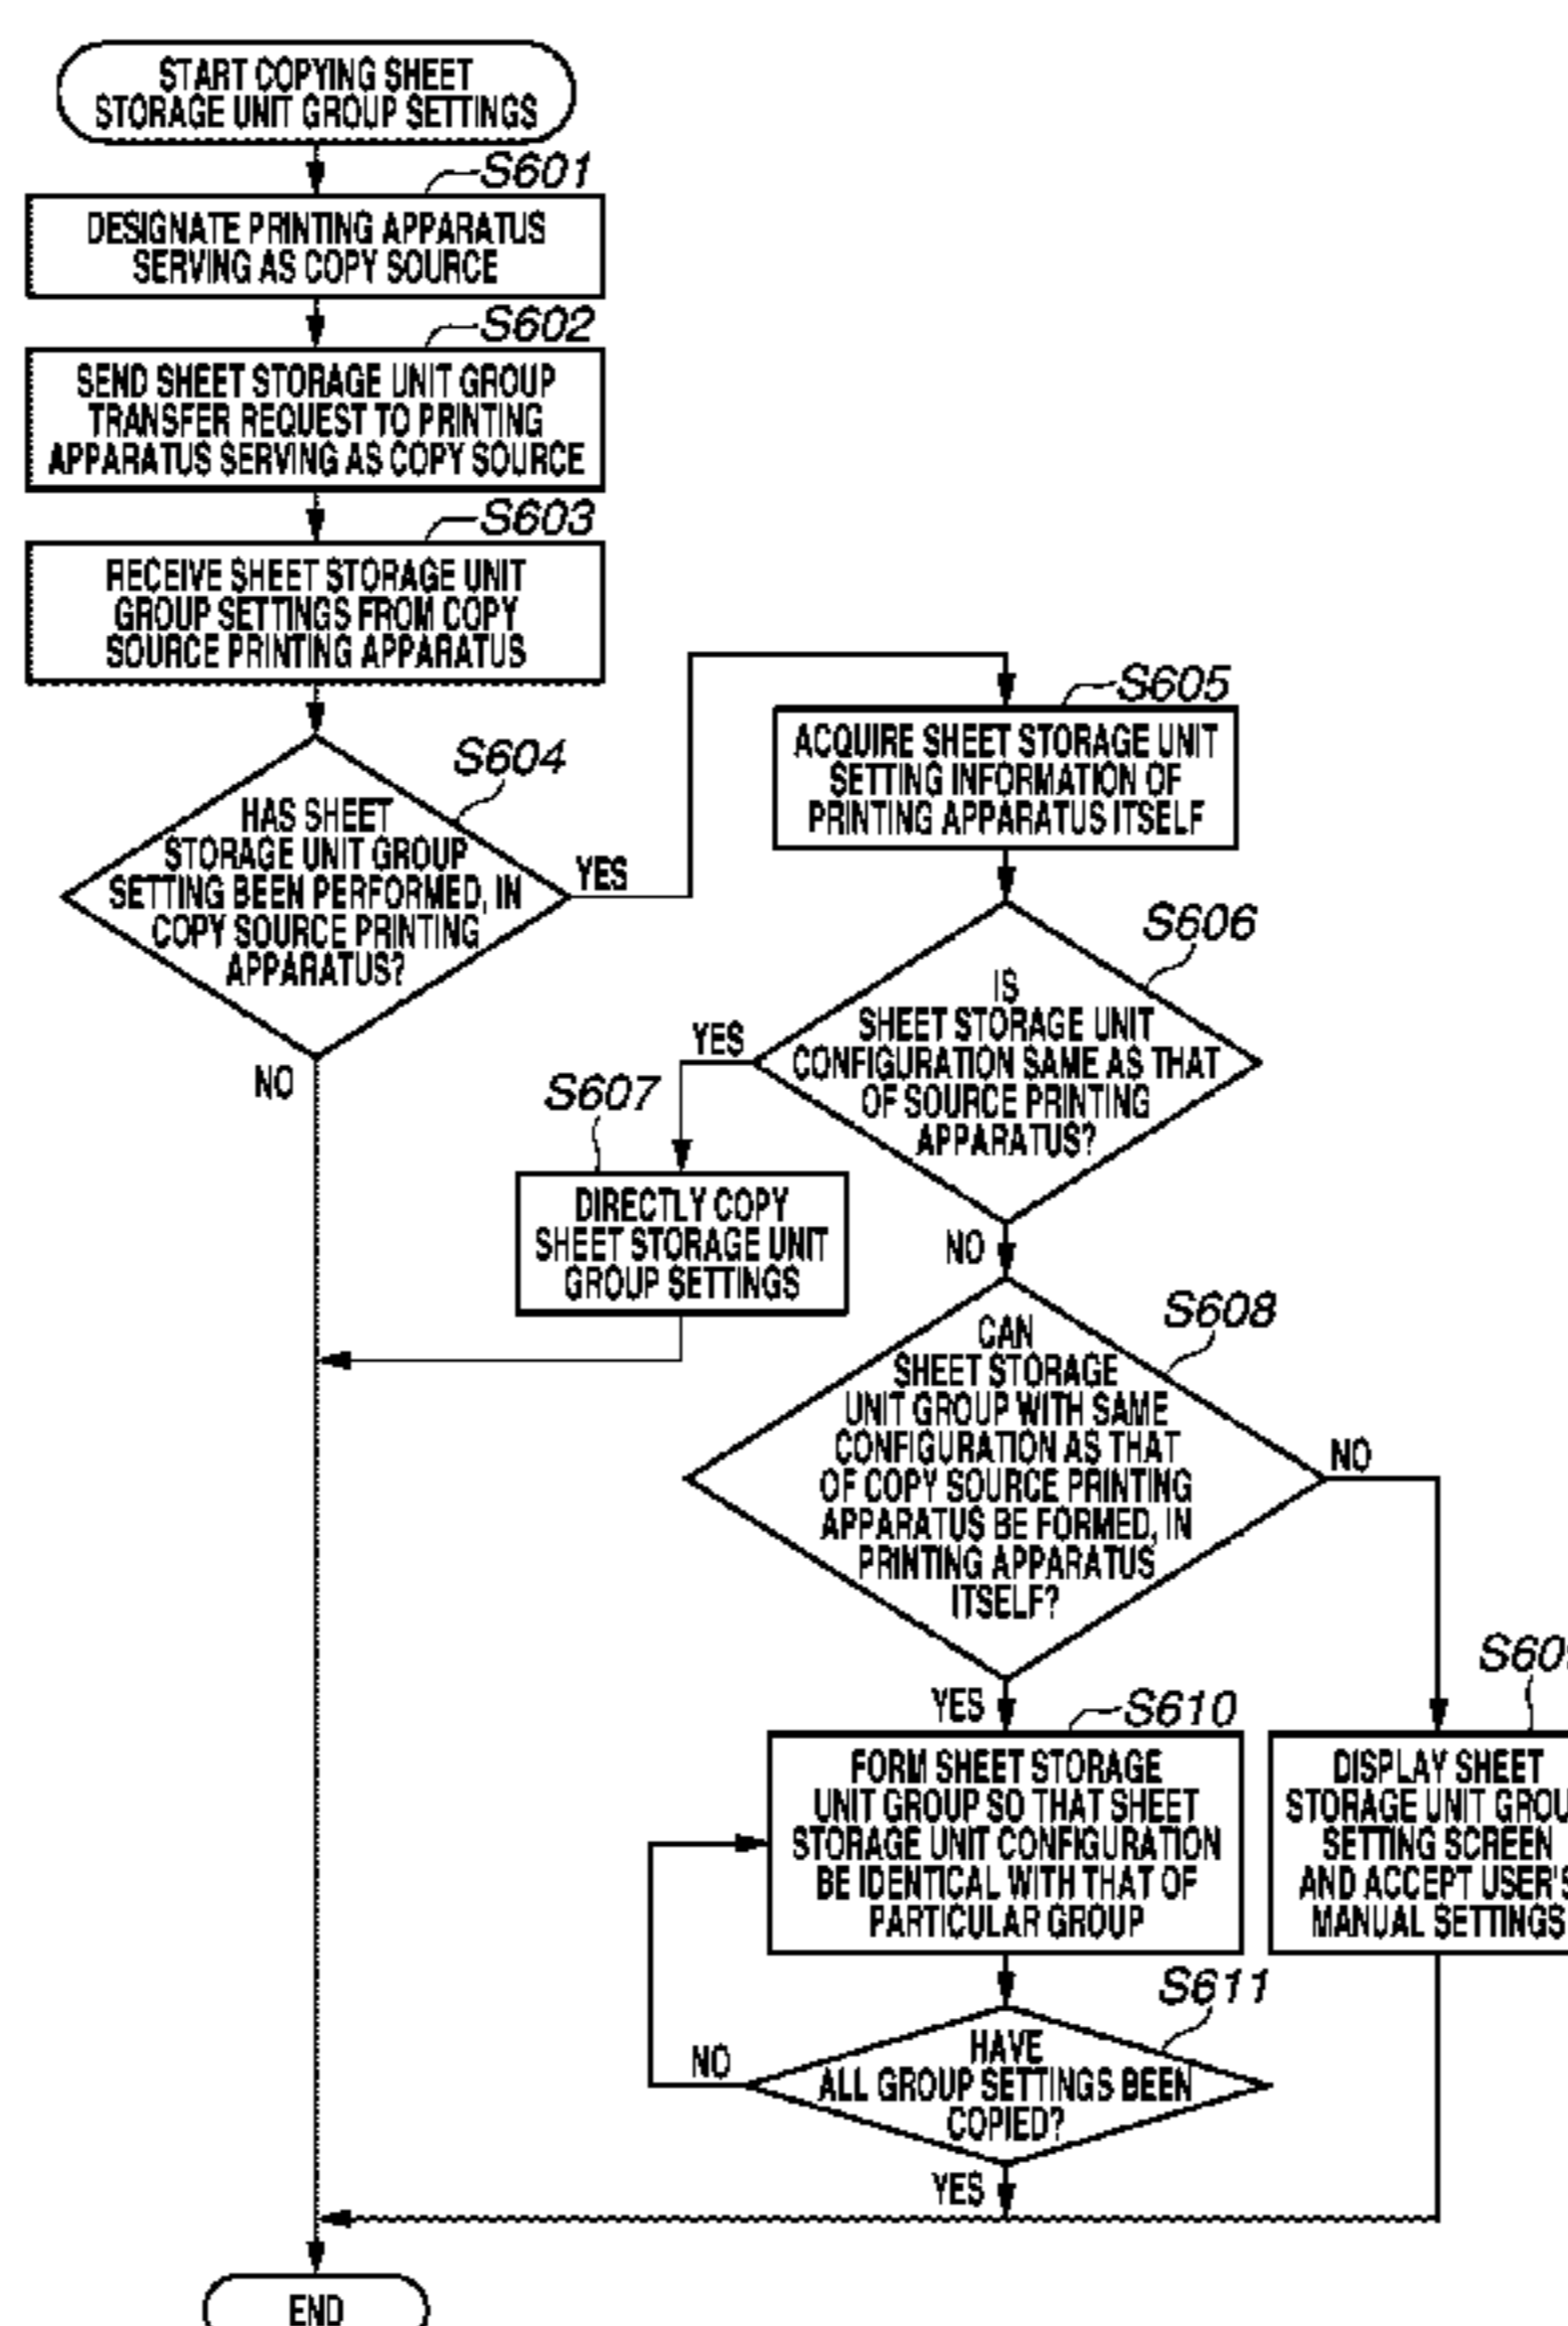 START COPYING SHEET
STORAGE UNIT GROUP SETTINGS
S601
DESIGNATE PRINTING APPARATUS
SERVING AS COPY SOURCE
S602
SEND SHEET STORAGE UNIT GROUP
TRANSFER REQUEST TO PRINTING
APPARATUS SERVING AS COPY SOURCE
S603
RECEIVE SHEET STORAGE UNIT
GROUP SETTINGS FROM COPY
SOURCE PRINTING APPARATUS
S604
HAS SHEET
STORAGE UNIT GROUP
SETTING BEEN PERFORMED, IN
COPY SOURCE PRINTING
APPARATUS?
YES
NO
S605
ACQUIRE SHEET STORAGE UNIT
SETTING INFORMATION OF
PRINTING APPARATUS ITSELF
S606
IS
SHEET STORAGE UNIT
CONFIGURATION SAME AS THAT
OF SOURCE PRINTING
APPARATUS?
YES
NO
S607
DIRECTLY COPY
SHEET STORAGE UNIT
GROUP SETTINGS
S608
CAN
SHEET STORAGE
UNIT GROUP WITH SAME
CONFIGURATION AS THAT
OF COPY SOURCE PRINTING
APPARATUS BE FORMED, IN
PRINTING APPARATUS
ITSELF?
NO
YES
S610
FORM SHEET STORAGE
UNIT GROUP SO THAT SHEET
STORAGE UNIT CONFIGURATION
BE IDENTICAL WITH THAT OF
PARTICULAR GROUP
DISPLAY SHEET
STORAGE UNIT
SETTING SCREEN
AND ACCEPT USER'S
MANUAL SETTINGS
S611
HAVE
ALL GROUP SETTINGS BEEN
COPIED?
NO
YES
END